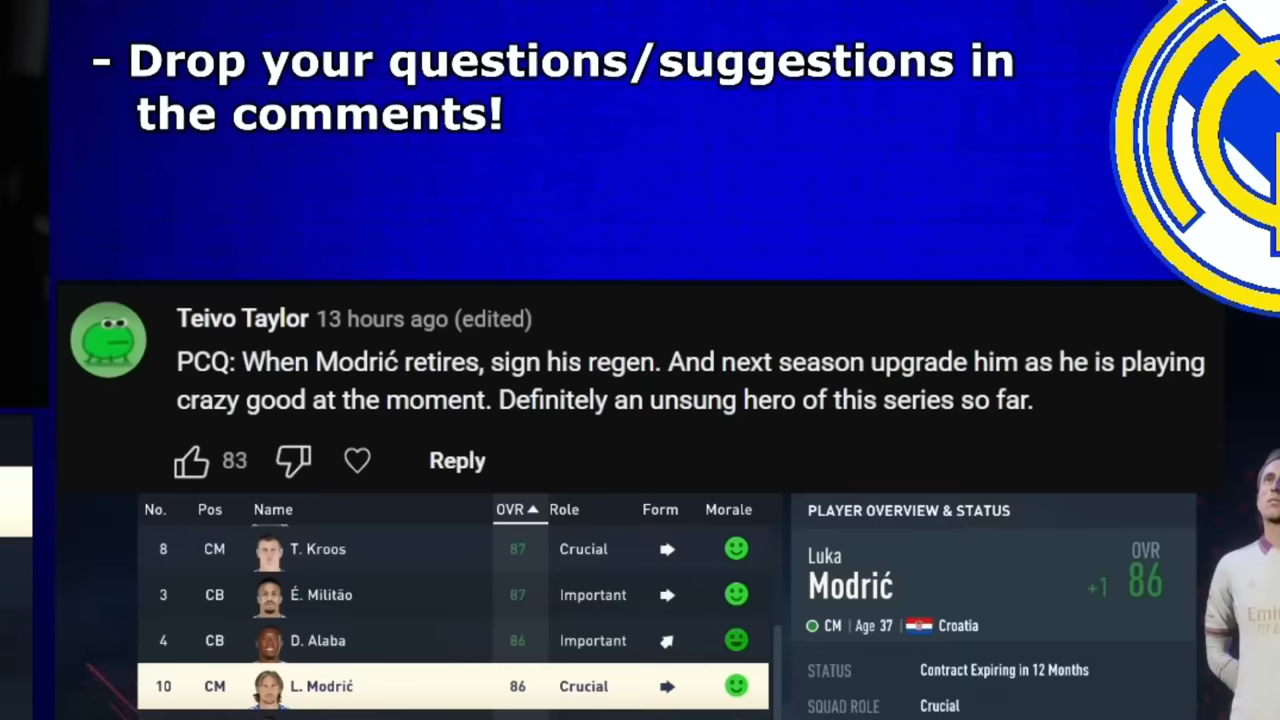 - Drop your questions/suggestions in
the comments!
Teivo Taylor 13 hours ago (edited)
PCQ: When Modrić retires, sign his regen. And next season upgrade him as he is playing
crazy good at the moment. Definitely an unsung hero of this series so far.
83 Reply
No. Pos Name OVR Role Form Morale
8 CM T. Kroos 87 Crucial
3 CB É. Militão 87 Important
4 CB D. Alaba 86 Important
10 CM L. Modrić 86 Crucial
PLAYER OVERVIEW & STATUS
Luka
Modrić
OVR
+1 86
CM | Age 37 | Croatia
STATUS Contract Expiring in 12 Months
SQUAD ROLE Crucial